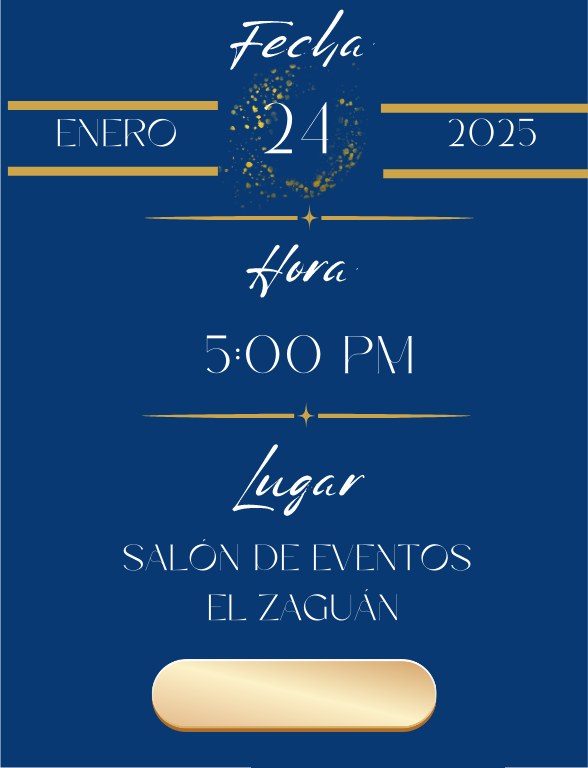 Fecha
ENERO 24 2025
Hora
5:00 PM
Lugar
SALÓN DE EVENTOS
EL ZAGUÁN